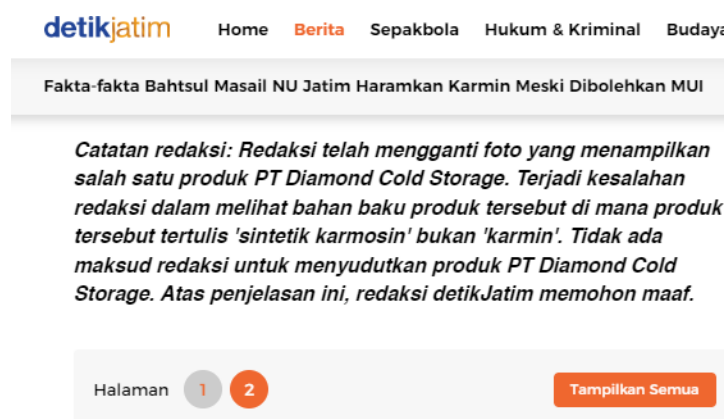 detikjatim Home Berita Sepakbola Hukum & Kriminal Budaya
Fakta-fakta Bahtsul Masail NU Jatim Haramkan Karmin Meski Dibolehkan MUI
Catatan redaksi: Redaksi telah mengganti foto yang menampilkan
salah satu produk PT Diamond Cold Storage. Terjadi kesalahan
redaksi dalam melihat bahan baku produk tersebut di mana produk
tersebut tertulis 'sintetik karmosin' bukan 'karmin'. Tidak ada
maksud redaksi untuk menyudutkan produk PT Diamond Cold
Storage. Atas penjelasan ini, redaksi detikJatim memohon maaf.
Halaman 1 2 Tampilkan Semua